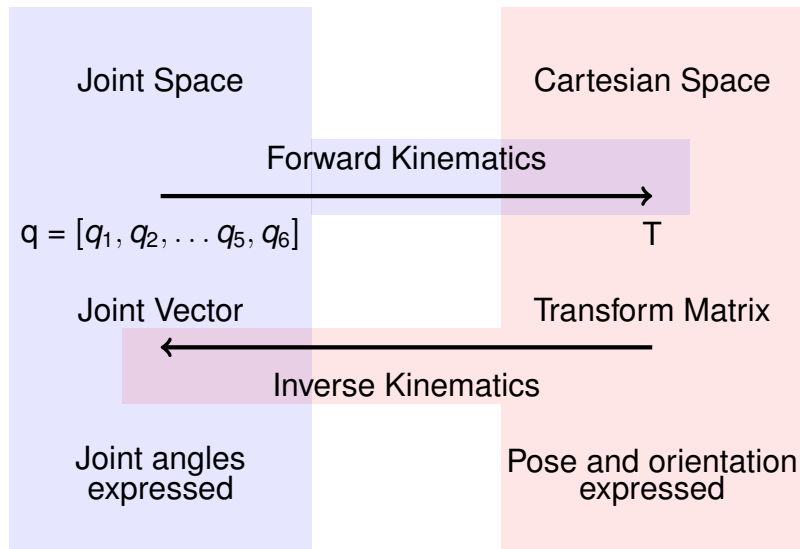 Joint Space
Cartesian Space
Forward Kinematics
q = [q₁, q₂, . . . q₅, q₆]
T
Joint Vector
Transform Matrix
Inverse Kinematics
Joint angles
expressed
Pose and orientation
expressed